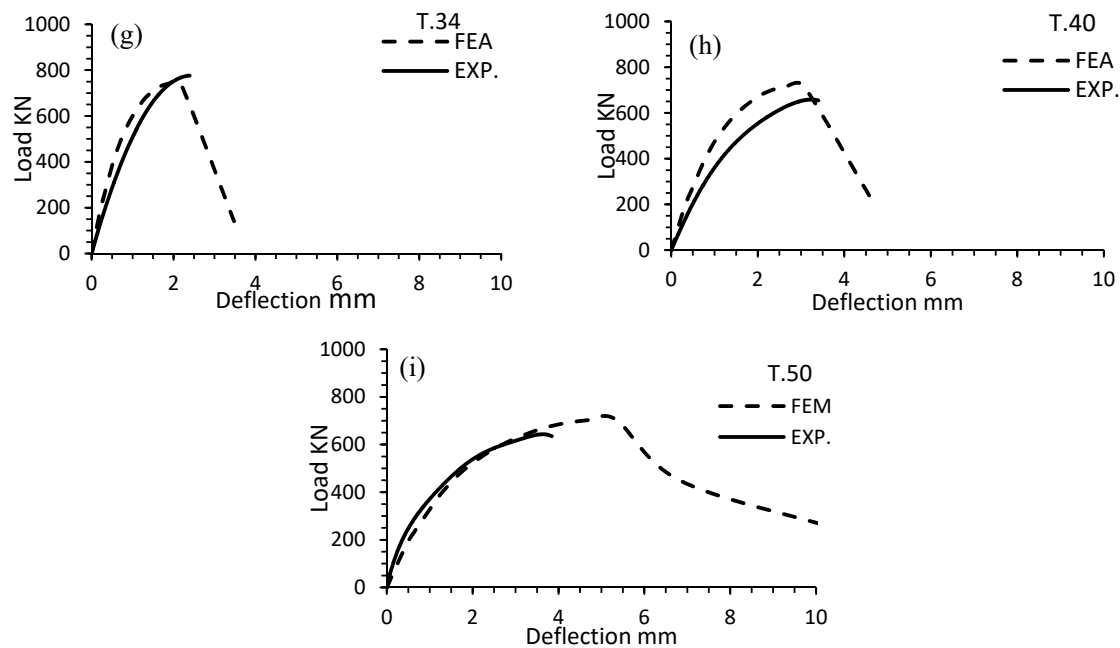 (g)
T.34
FEA
EXP.
Load KN
1000
800
600
400
200
0
0 2 4 6 8 10
Deflection mm
(h)
T.40
FEA
EXP.
Load KN
1000
800
600
400
200
0
0 2 4 6 8 10
Deflection mm
(i)
T.50
FEM
EXP.
Load KN
1000
800
600
400
200
0
0 2 4 6 8 10
Deflection mm